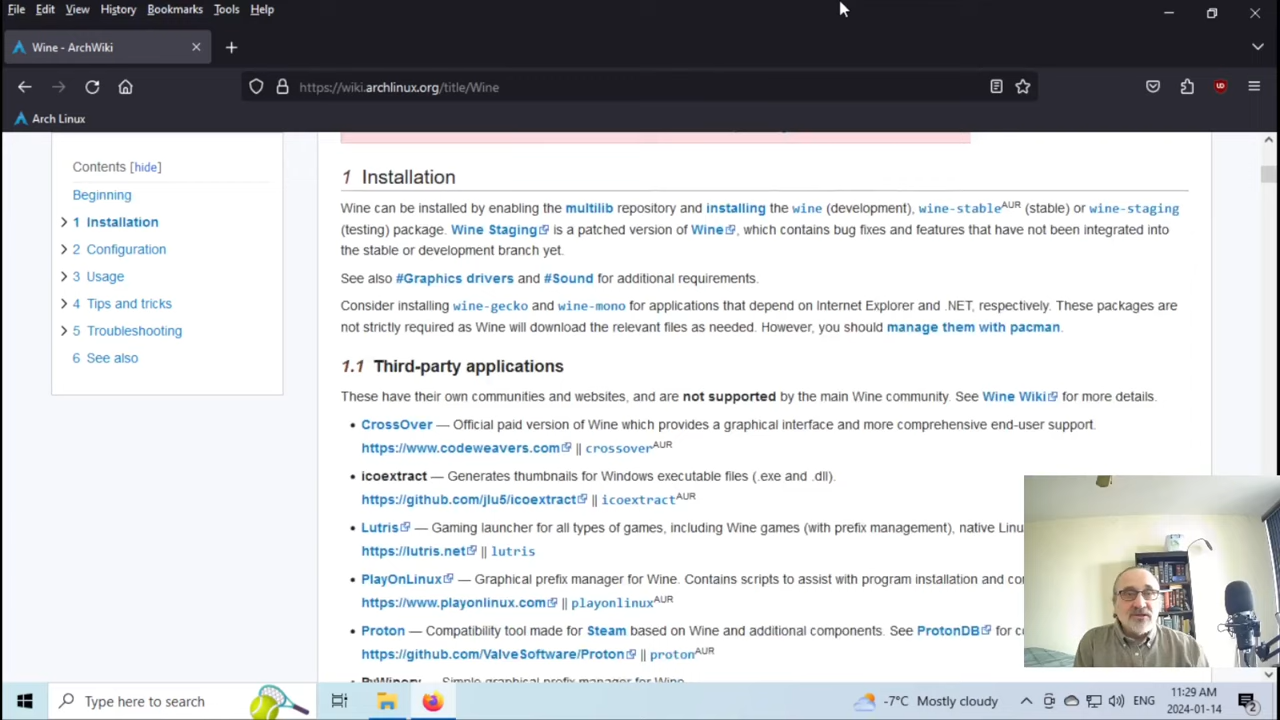 File Edit View History Bookmarks Tools Help
Wine - ArchWiki
https://wiki.archlinux.org/title/Wine
Arch Linux
Contents [hide]
Beginning
1 Installation
2 Configuration
3 Usage
4 Tips and tricks
5 Troubleshooting
6 See also
1 Installation
Wine can be installed by enabling the multilib repository and installing the wine (development), wine-stableAUR (stable) or wine-staging
(testing) package. Wine Staging is a patched version of Wine, which contains bug fixes and features that have not been integrated into
the stable or development branch yet.
See also #Graphics drivers and #Sound for additional requirements.
Consider installing wine-gecko and wine-mono for applications that depend on Internet Explorer and .NET, respectively. These packages are
not strictly required as Wine will download the relevant files as needed. However, you should manage them with pacman.
1.1 Third-party applications
These have their own communities and websites, and are not supported by the main Wine community. See Wine Wiki for more details.
• CrossOver — Official paid version of Wine which provides a graphical interface and more comprehensive end-user support.
https://www.codeweavers.com || crossoverAUR
• icoextract — Generates thumbnails for Windows executable files (.exe and .dll).
https://github.com/jlu5/icoextract || icoextractAUR
• Lutris — Gaming launcher for all types of games, including Wine games (with prefix management), native Linu
https://lutris.net || lutris
• PlayOnLinux — Graphical prefix manager for Wine. Contains scripts to assist with program installation and co
https://www.playonlinux.com || playonlinuxAUR
• Proton — Compatibility tool made for Steam based on Wine and additional components. See ProtonDB for c
https://github.com/ValveSoftware/Proton || protonAUR
• PyWinery — Simple graphical prefix manager for Wine
Type here to search
-7°C Mostly cloudy
ENG
11:29 AM
2024-01-14
2